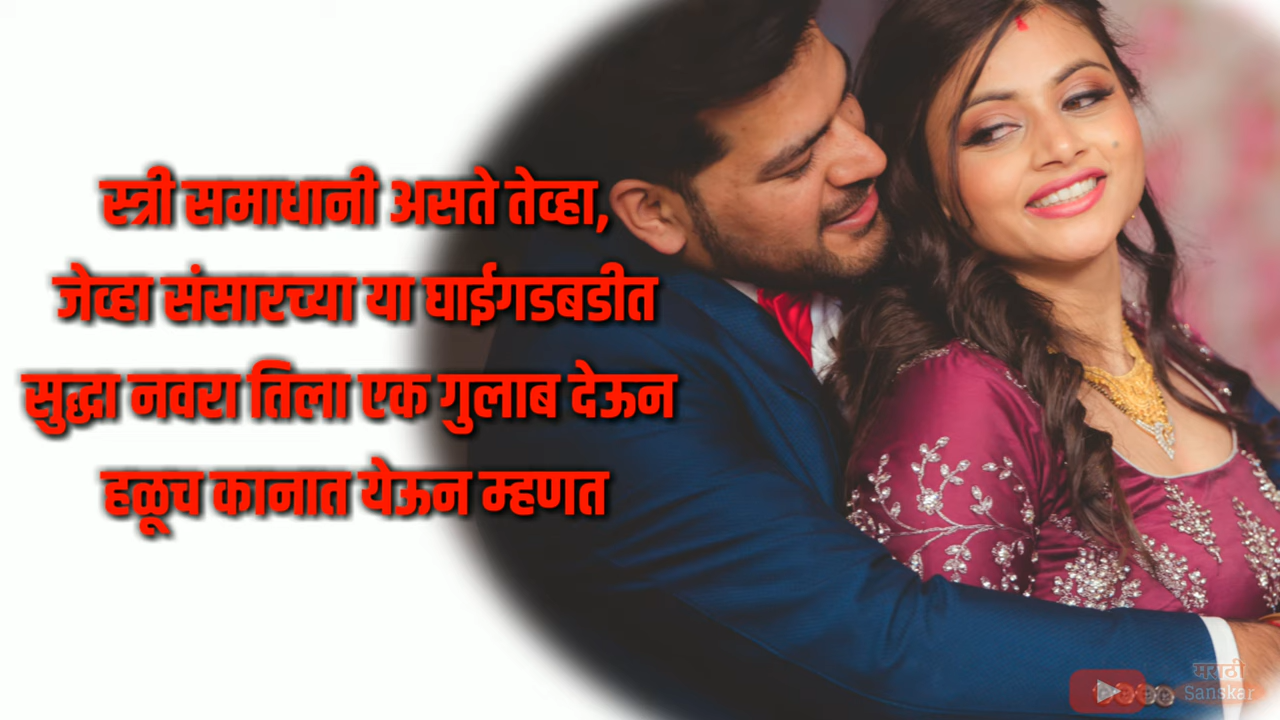 स्त्री समाधानी असते तेव्हा,
जेव्हा संसारच्या या घाईगडबडीत
सुद्धा नवरा तिला एक गुलाब देऊन
हळूच कानात येऊन म्हणत
मराठी
Sanskar